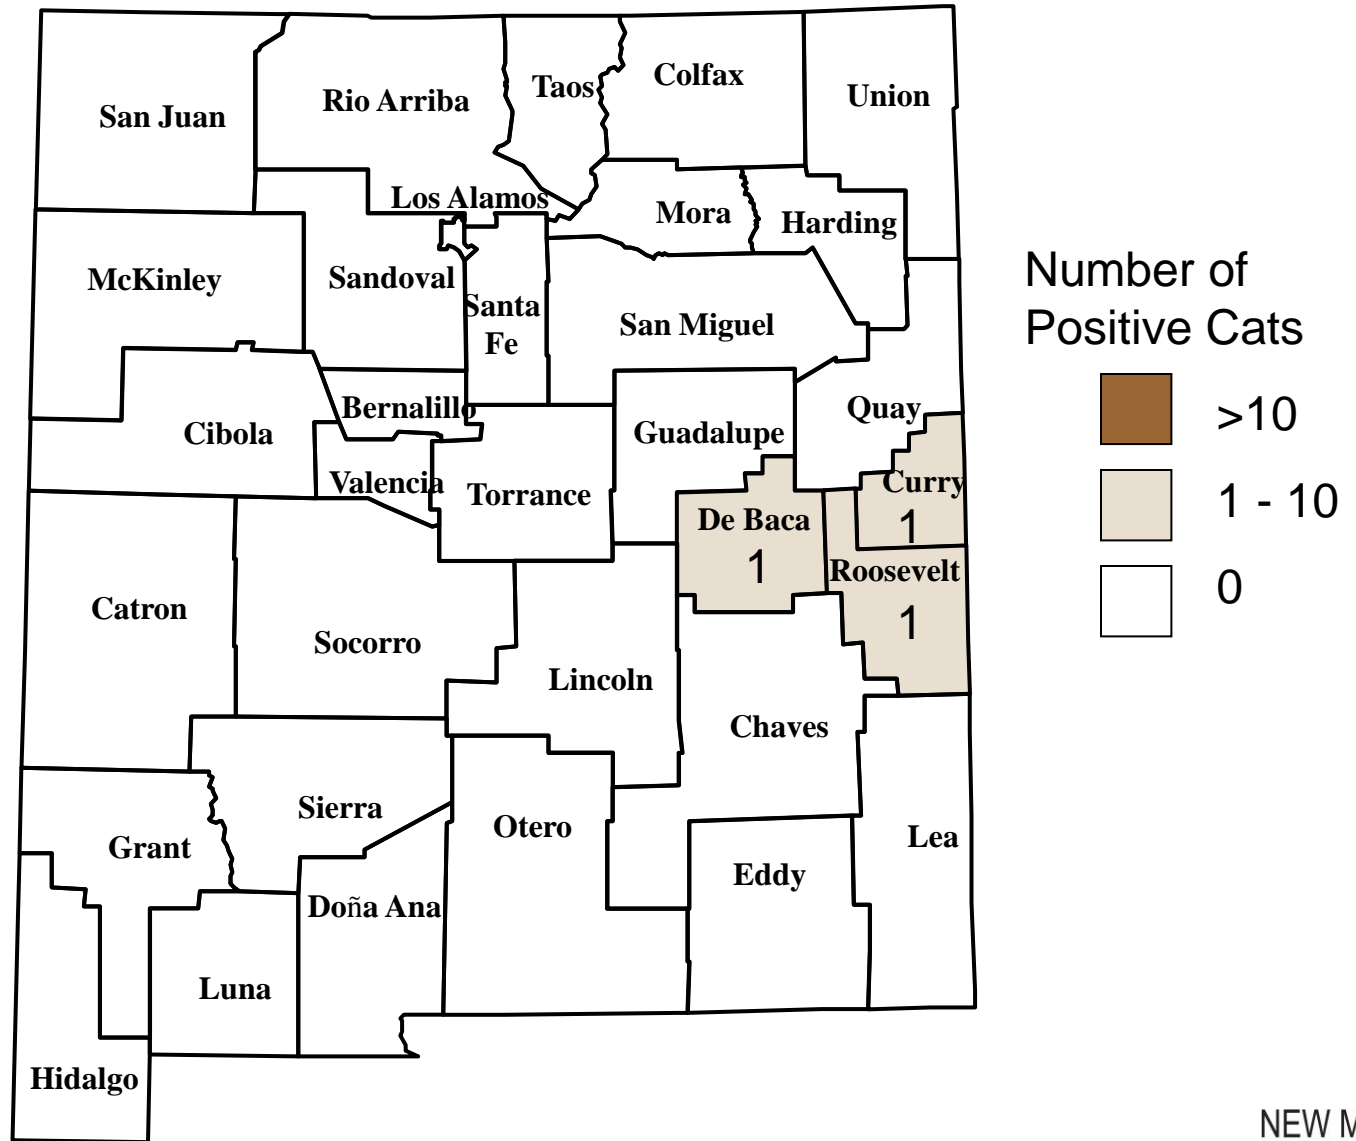 San Juan
Rio Arriba
Taos
Colfax
Union
Los Alamos
Mora
Harding
McKinley
Sandoval
Santa
Fe
San Miguel
Number of
Positive Cats
>10
1 - 10
0
Cibola
Bernalillo
Guadalupe
Quay
Valencia
Torrance
Curry
1
De Baca
1
Roosevelt
1
Catron
Socorro
Lincoln
Chaves
Sierra
Otero
Lea
Grant
Eddy
Doña Ana
Luna
Hidalgo
NEW M